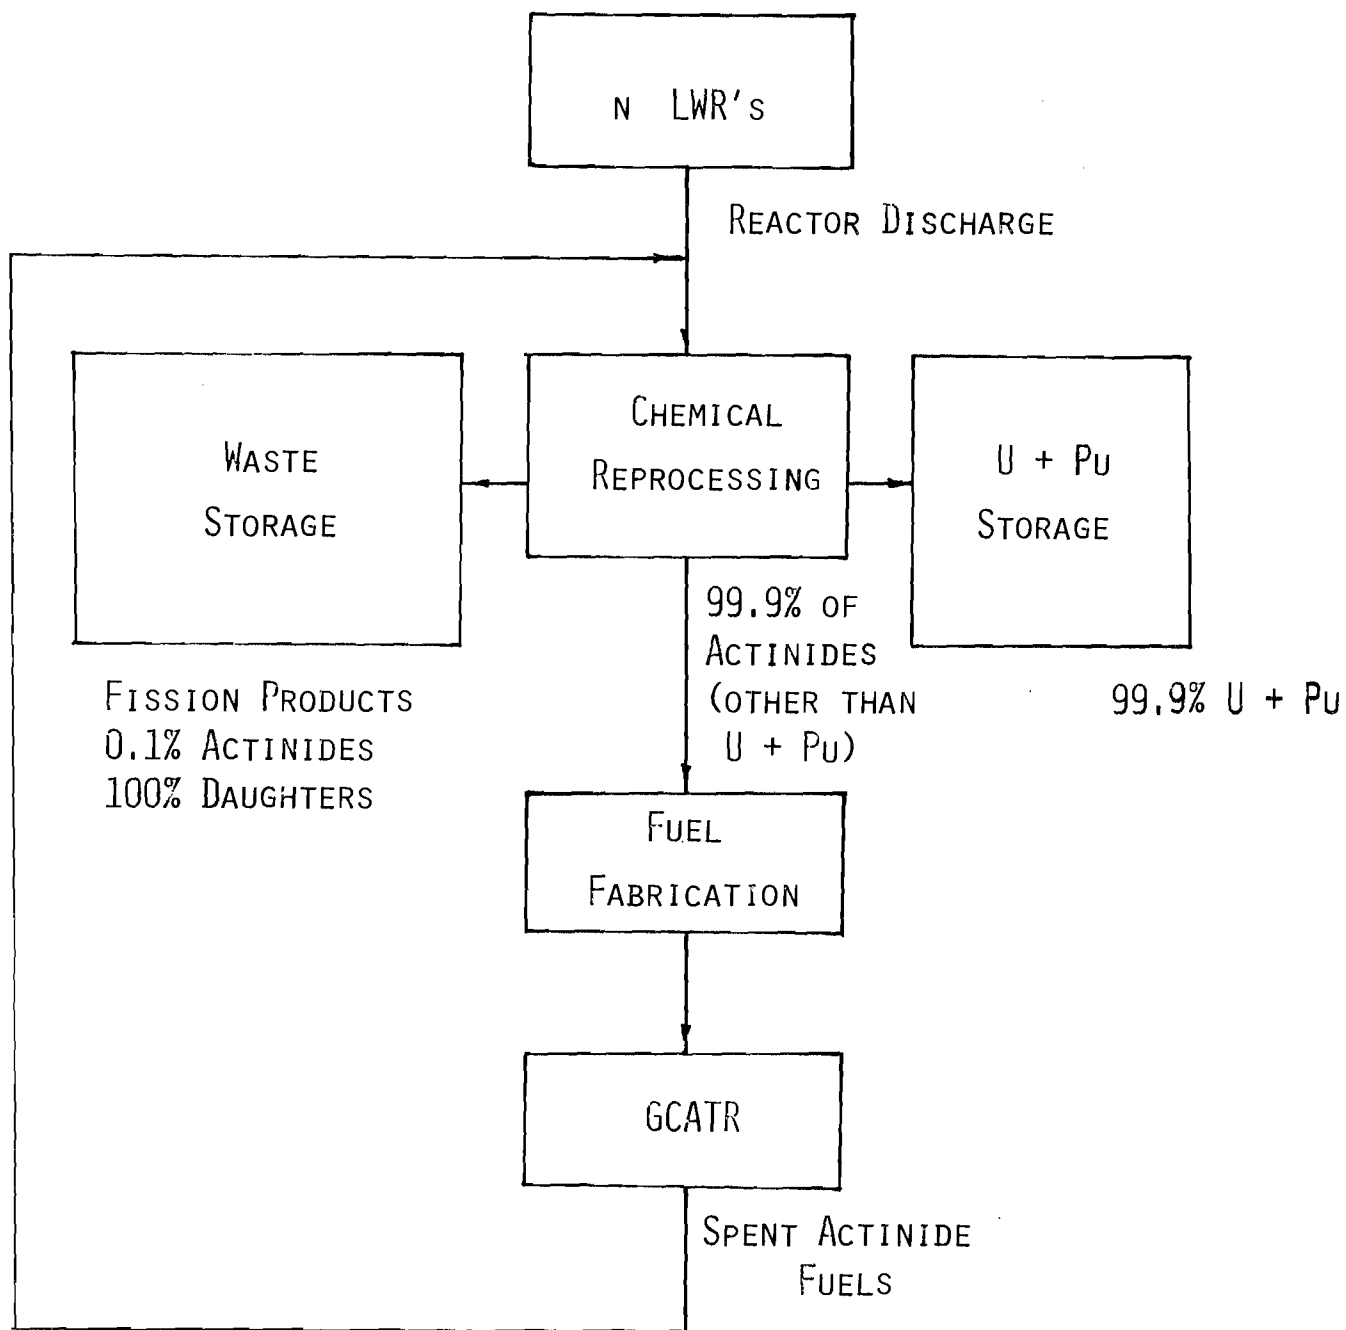 N LWR's
REACTOR DISCHARGE
WASTE
STORAGE
CHEMICAL
REPROCESSING
U + PU
STORAGE
FISSION PRODUCTS
0.1% ACTINIDES
100% DAUGHTERS
99.9% OF
ACTINIDES
(OTHER THAN
U + PU)
99.9% U + PU
FUEL
FABRICATION
GCATR
SPENT ACTINIDE
FUELS